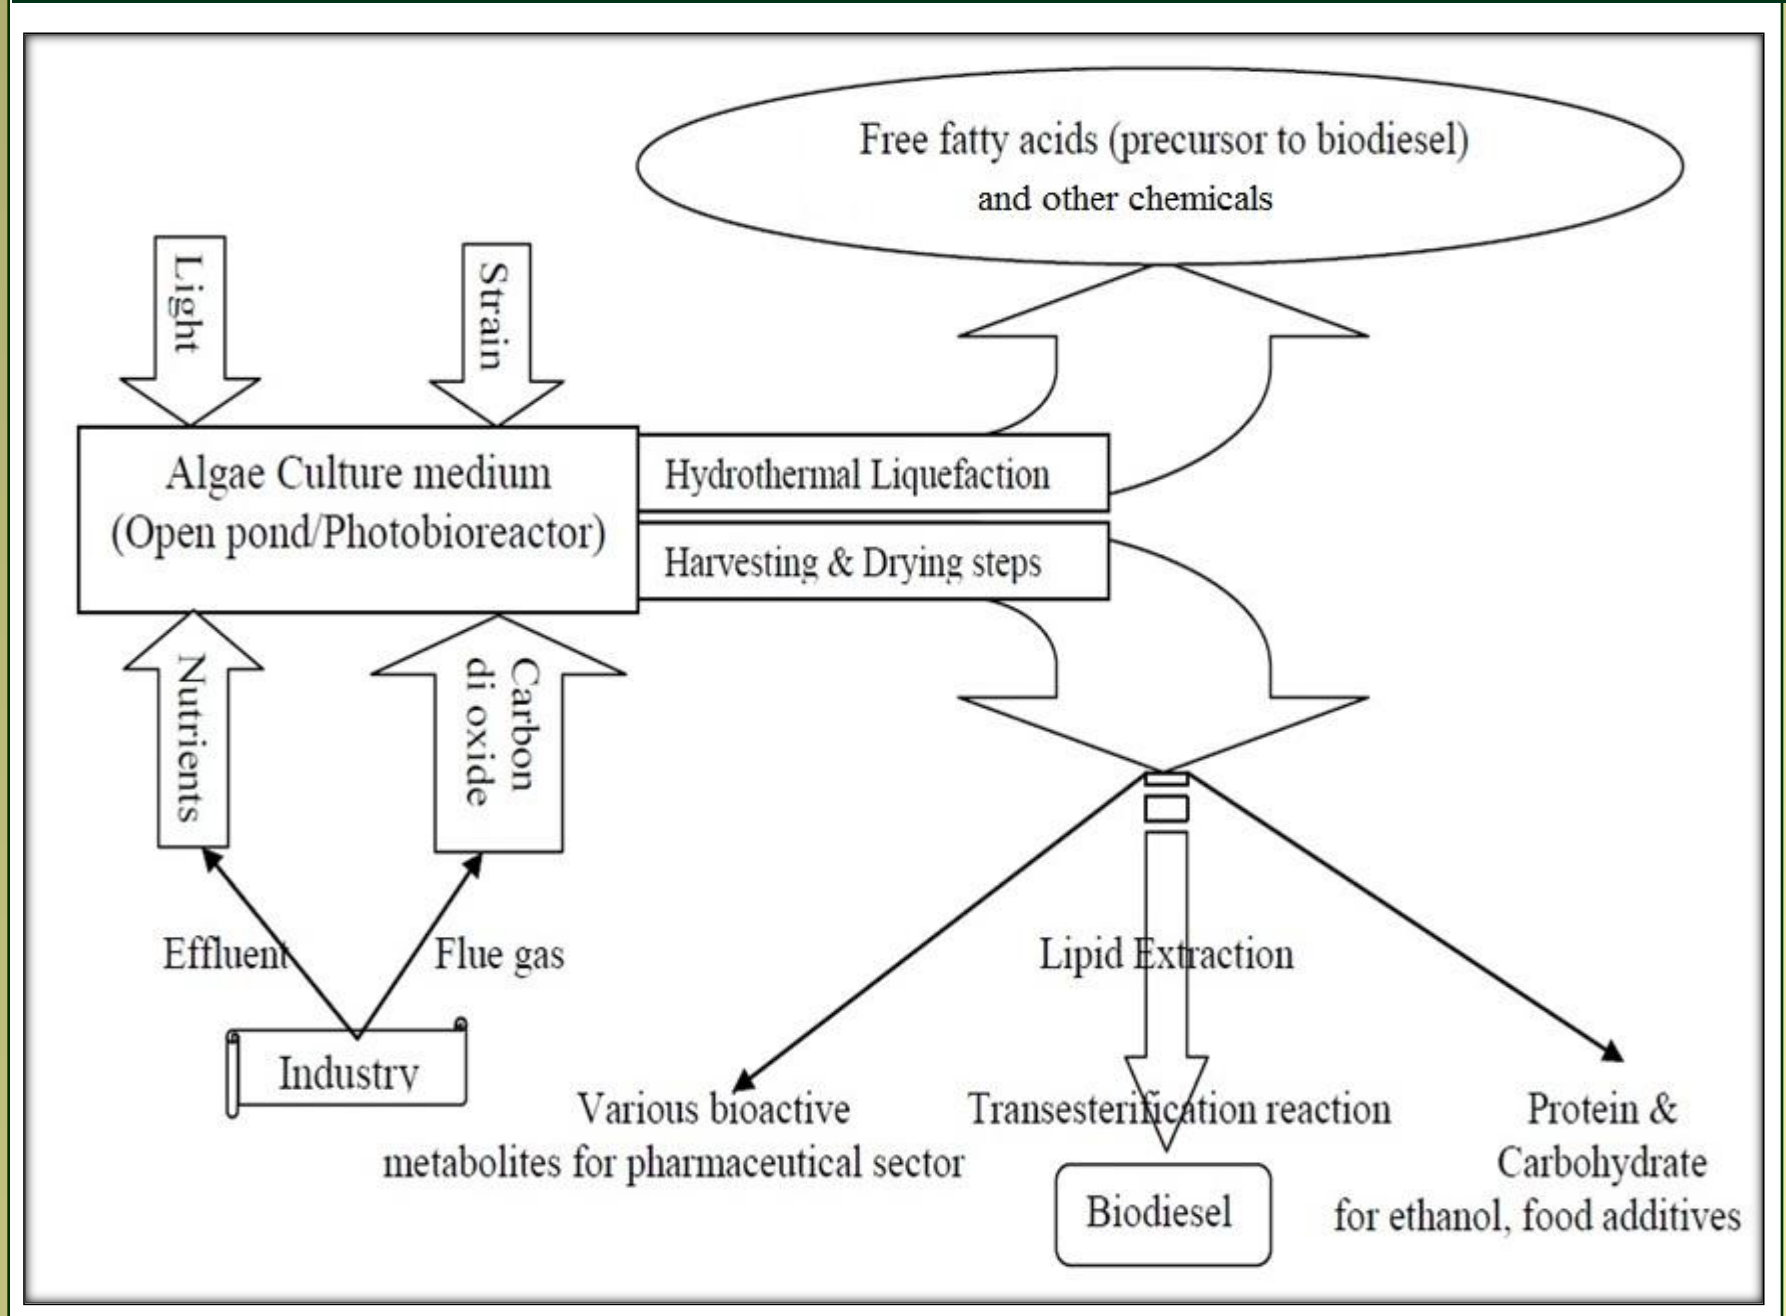 Free fatty acids (precursor to biodiesel)
and other chemicals
Light
Strain
Algae Culture medium
(Open pond/Photobioreactor)
Hydrothermal Liquefaction
Harvesting & Drying steps
Nutrients
Carbon
di oxide
Effluent
Flue gas
Industry
Lipid Extraction
Various bioactive
metabolites for pharmaceutical sector
Transesterification reaction
Biodiesel
Protein &
Carbohydrate
for ethanol, food additives